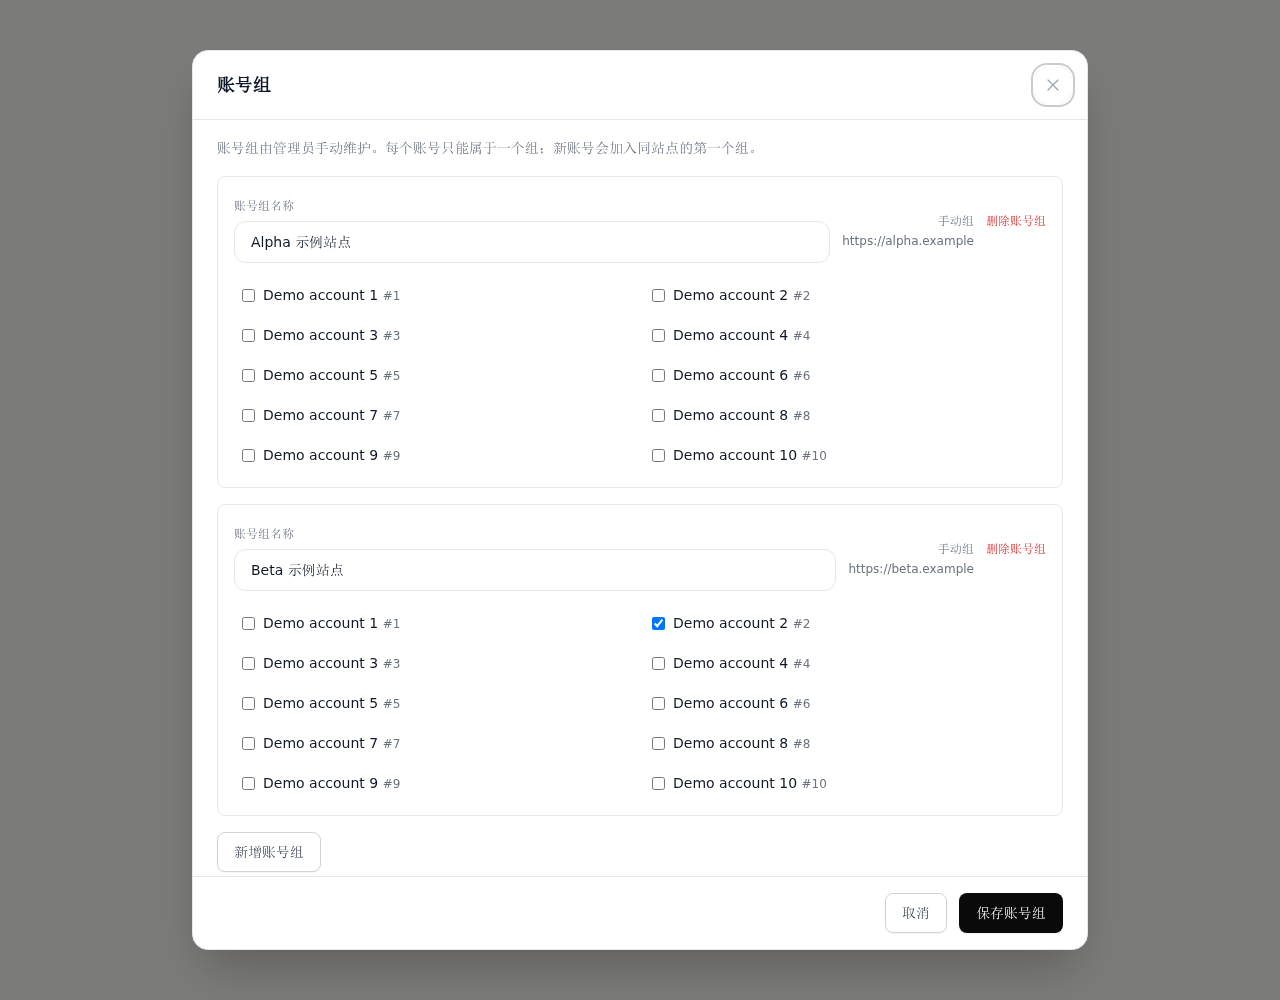 账号组
账号组由管理员手动维护。每个账号只能属于一个组；新账号会加入同站点的第一个组。
账号组名称
Alpha 示例站点
手动组 删除账号组
https://alpha.example
Demo account 1 #1
Demo account 2 #2
Demo account 3 #3
Demo account 4 #4
Demo account 5 #5
Demo account 6 #6
Demo account 7 #7
Demo account 8 #8
Demo account 9 #9
Demo account 10 #10
账号组名称
Beta 示例站点
手动组 删除账号组
https://beta.example
Demo account 1 #1
Demo account 2 #2
Demo account 3 #3
Demo account 4 #4
Demo account 5 #5
Demo account 6 #6
Demo account 7 #7
Demo account 8 #8
Demo account 9 #9
Demo account 10 #10
新增账号组
取消
保存账号组